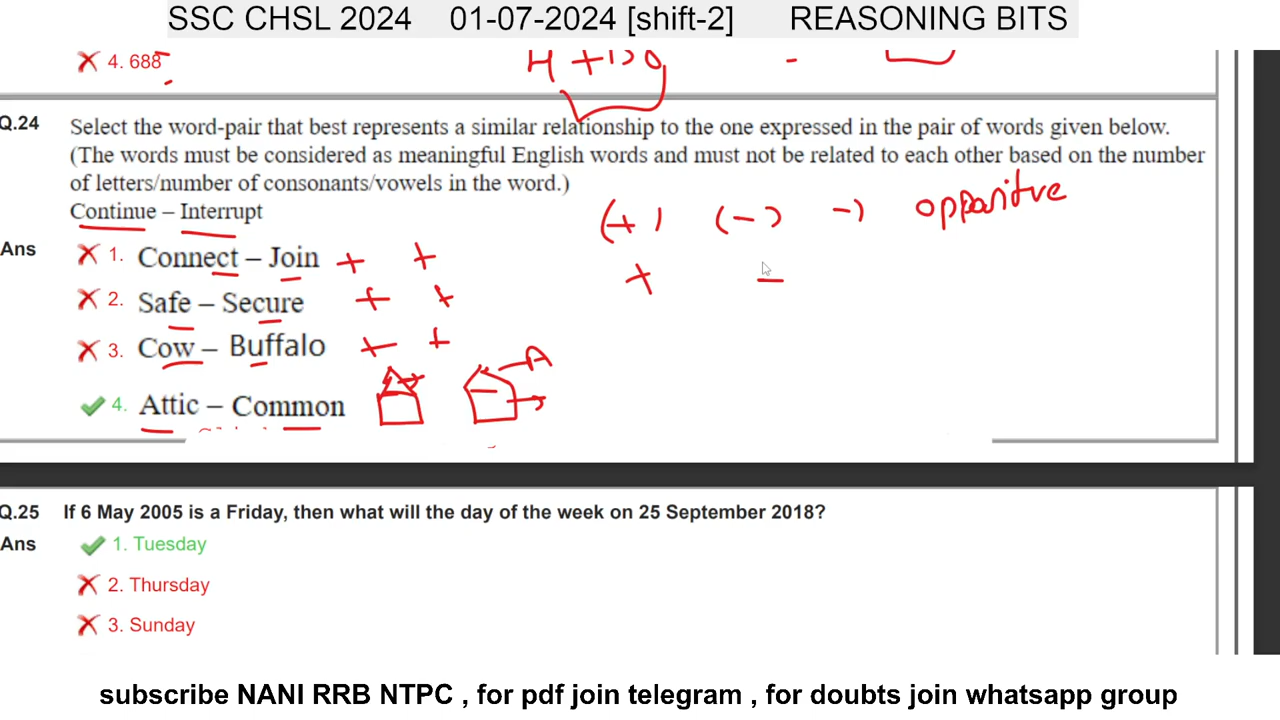 SSC CHSL 2024 01-07-2024 [shift-2] REASONING BITS
4. 688
Q.24 Select the word-pair that best represents a similar relationship to the one expressed in the pair of words given below.
(The words must be considered as meaningful English words and must not be related to each other based on the number
of letters/number of consonants/vowels in the word.)
Continue – Interrupt (+) (-) -)
Ans 1. Connect – Join + +
+ -
2. Safe – Secure + +
3. Cow – Buffalo + +
A
4. Attic – Common
Q.25 If 6 May 2005 is a Friday, then what will the day of the week on 25 September 2018?
Ans 1. Tuesday
2. Thursday
3. Sunday
subscribe NANI RRB NTPC , for pdf join telegram , for doubts join whatsapp group